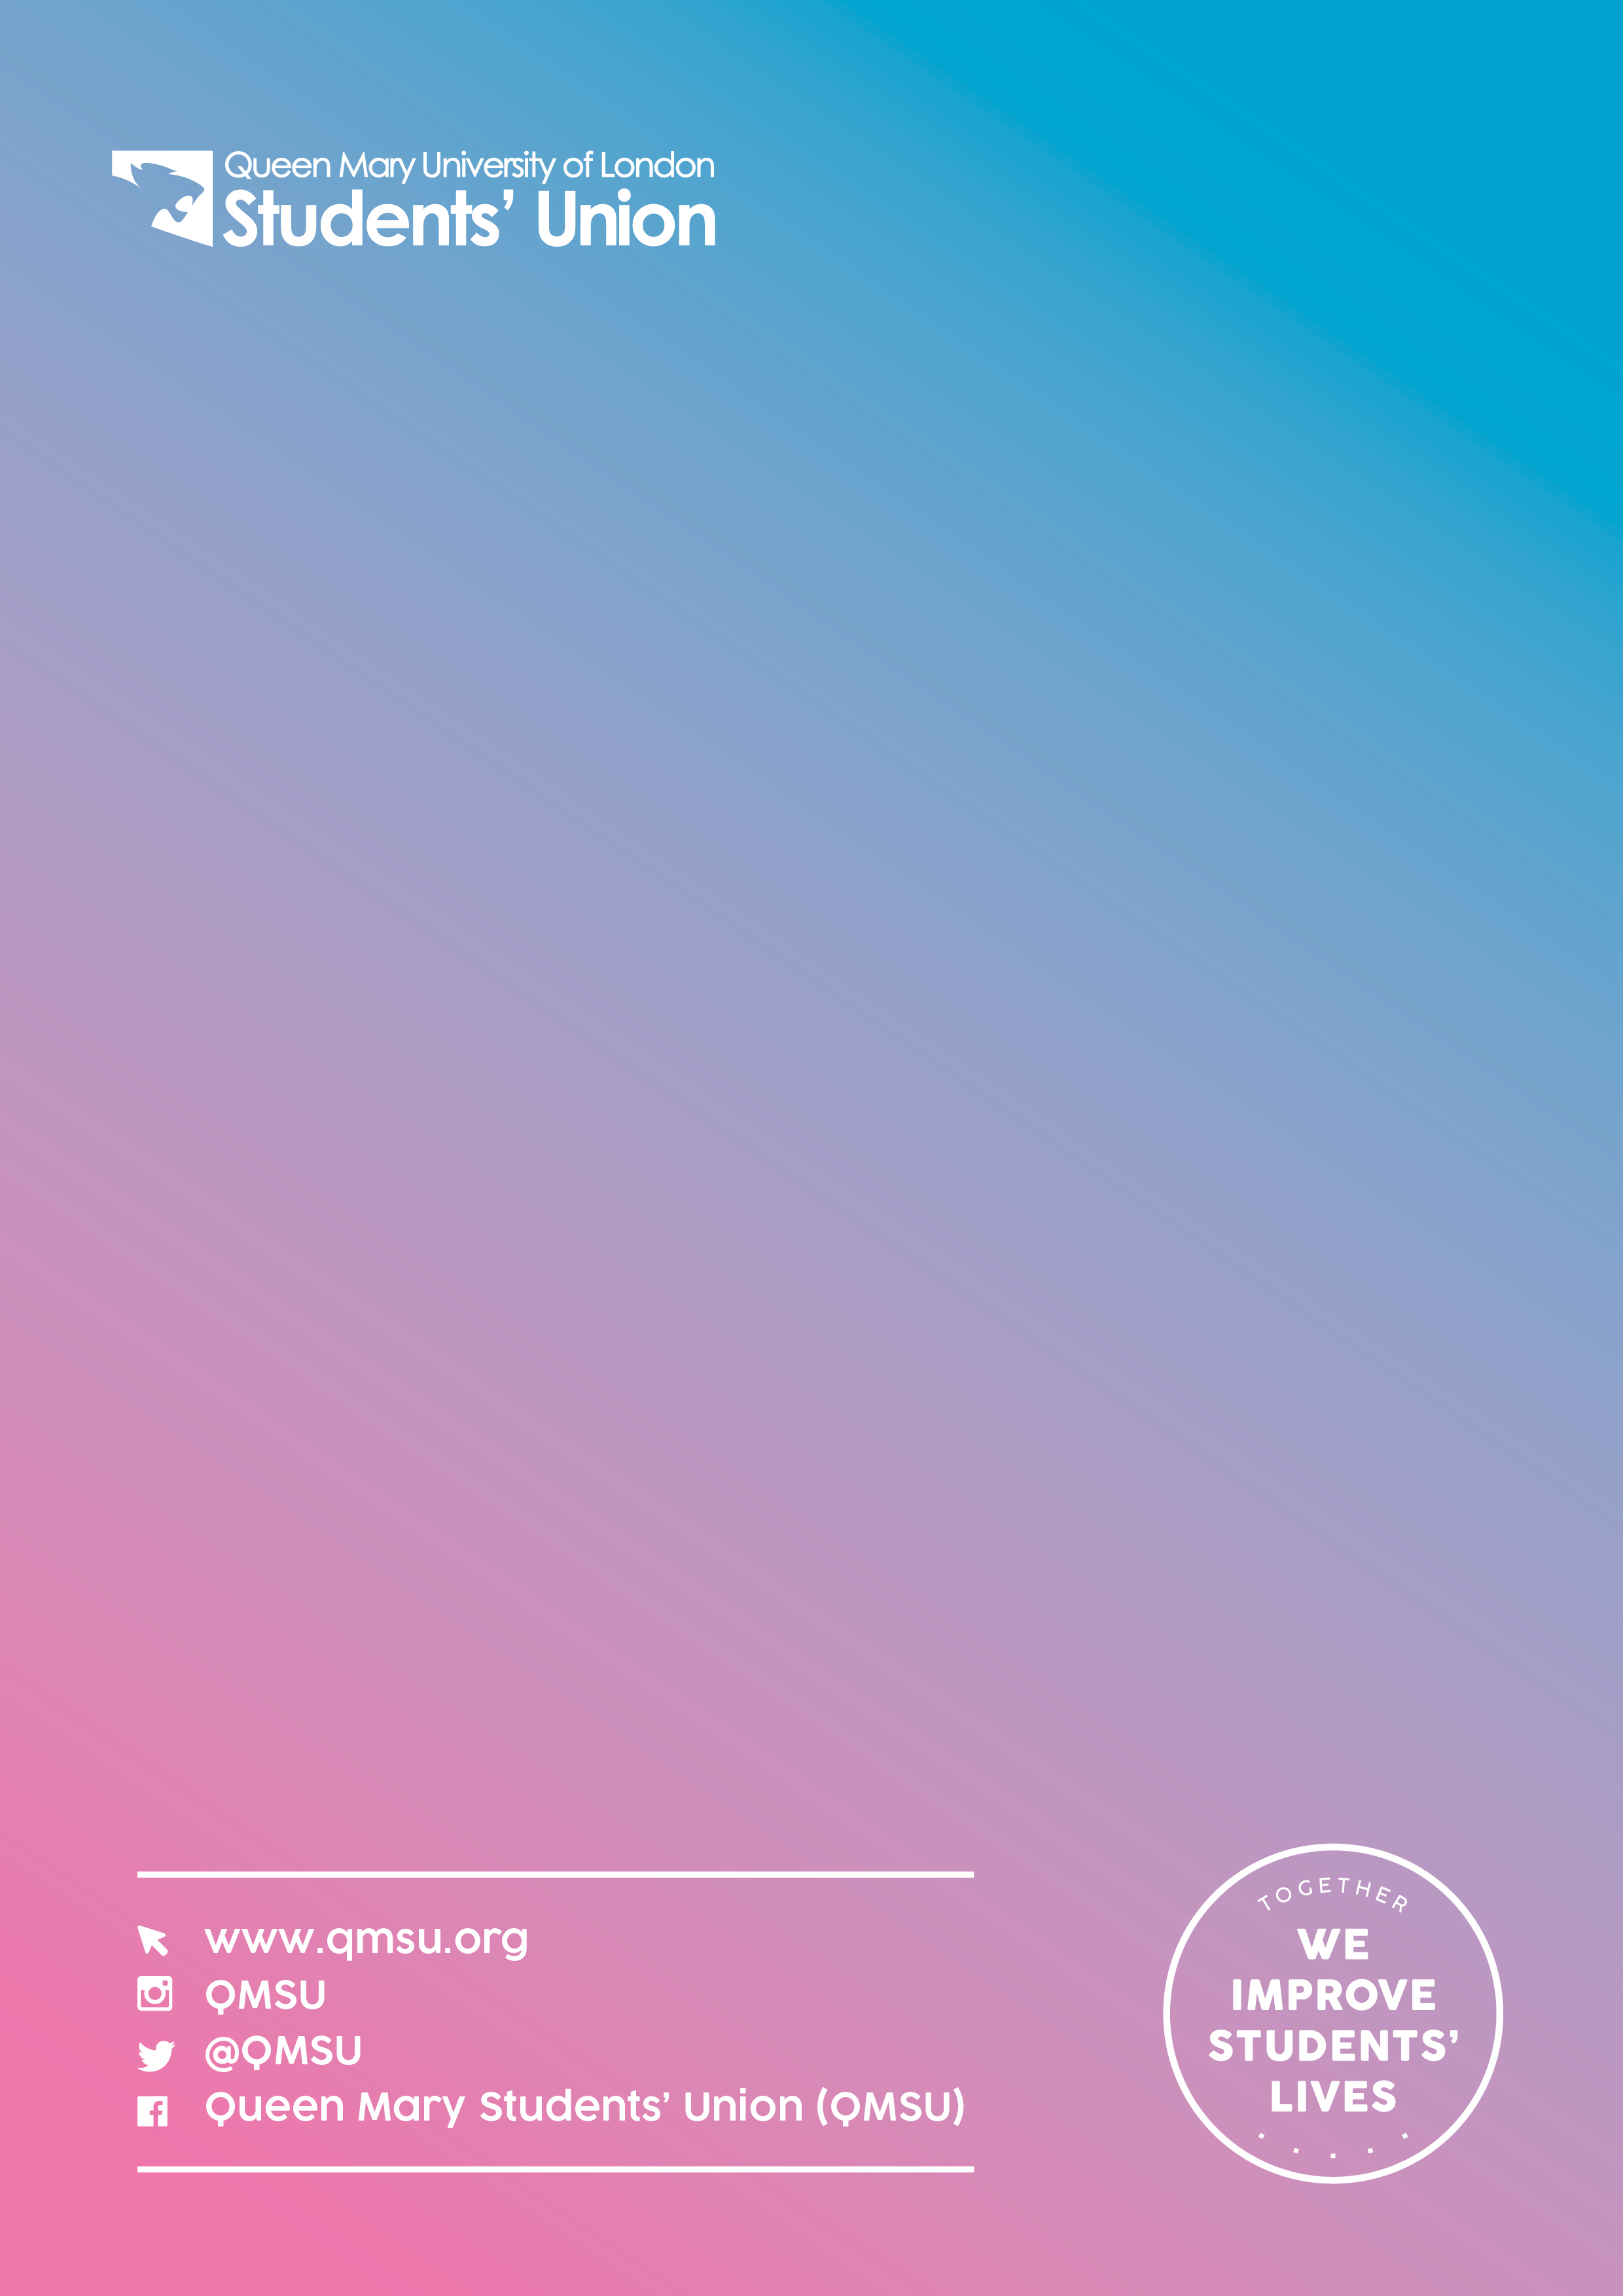 Queen Mary University of London
Students’ Union
www.qmsu.org
QMSU
@QMSU
Queen Mary Students’ Union (QMSU)
TOGETHER
WE
IMPROVE
STUDENTS’
LIVES